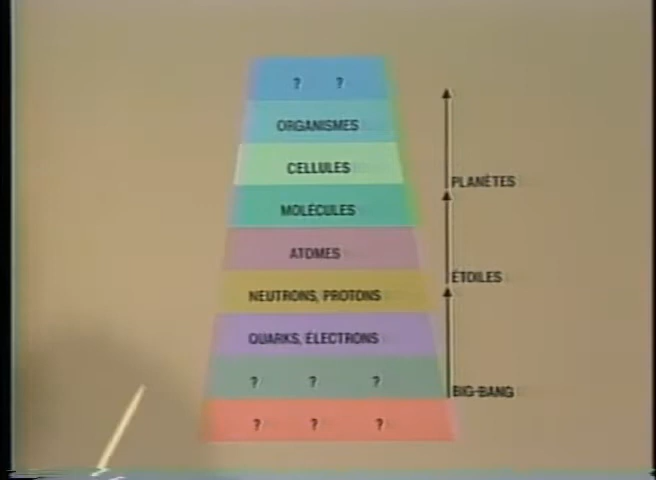 ? ?
ORGANISMES
CELLULES
PLANÈTES
MOLÉCULES
ATOMES
ÉTOILES
NEUTRONS, PROTONS
QUARKS, ÉLECTRONS
? ? ?
BIG-BANG
? ? ?